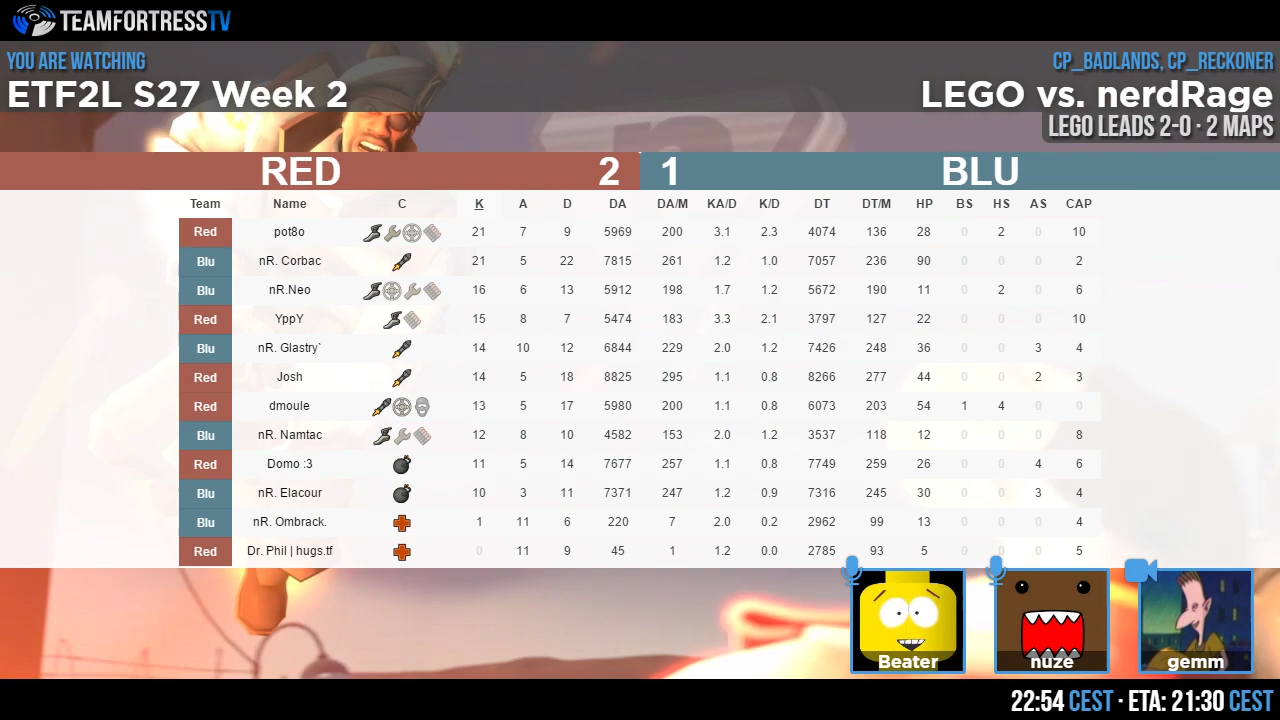 TEAMFORTRESSTV
YOU ARE WATCHING
ETF2L S27 Week 2
CP_BADLANDS, CP_RECKONER
LEGO vs. nerdRage
LEGO LEADS 2-0 · 2 MAPS
RED 2 1 BLU
Team Name C K A D DA DA/M KA/D K/D DT DT/M HP BS HS AS CAP
Red pot8o 21 7 9 5969 200 3.1 2.3 4074 136 28 0 2 0 10
Blu nR. Corbac 21 5 22 7815 261 1.2 1.0 7057 236 90 0 0 0 2
Blu nR.Neo 16 6 13 5912 198 1.7 1.2 5672 190 11 0 2 0 6
Red YppY 15 8 7 5474 183 3.3 2.1 3797 127 22 0 0 0 10
Blu nR. Glastry` 14 10 12 6844 229 2.0 1.2 7426 248 36 0 0 3 4
Red Josh 14 5 18 8825 295 1.1 0.8 8266 277 44 0 0 2 3
Red dmoule 13 5 17 5980 200 1.1 0.8 6073 203 54 1 4 0 0
Blu nR. Namtac 12 8 10 4582 153 2.0 1.2 3537 118 12 0 0 0 8
Red Domo :3 11 5 14 7677 257 1.1 0.8 7749 259 26 0 0 4 6
Blu nR. Elacour 10 3 11 7371 247 1.2 0.9 7316 245 30 0 0 3 4
Blu nR. Ombrack. 1 11 6 220 7 2.0 0.2 2962 99 13 0 0 0 4
Red Dr. Phil | hugs.tf 0 11 9 45 1 1.2 0.0 2785 93 5 0 0 0 5
Beater
nuze
gemm
22:54 CEST · ETA: 21:30 CEST